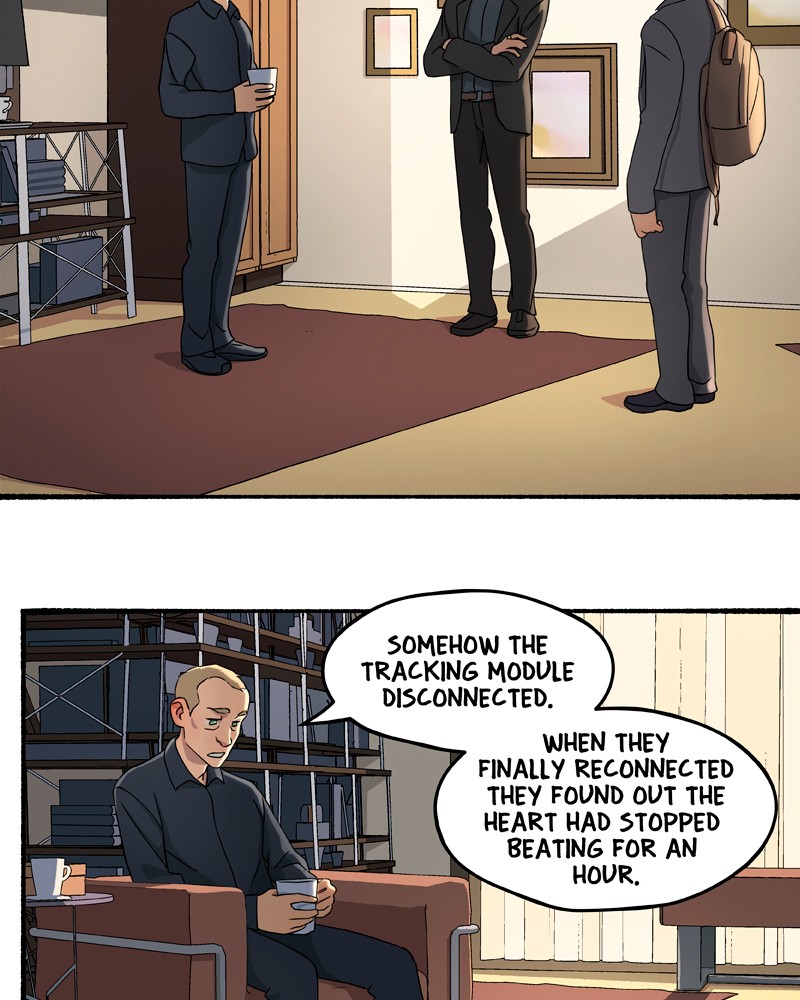 SOMEHOW THE
TRACKING MODULE
DISCONNECTED.
WHEN THEY
FINALLY RECONNECTED
THEY FOUND OUT THE
HEART HAD STOPPED
BEATING FOR AN
HOUR.